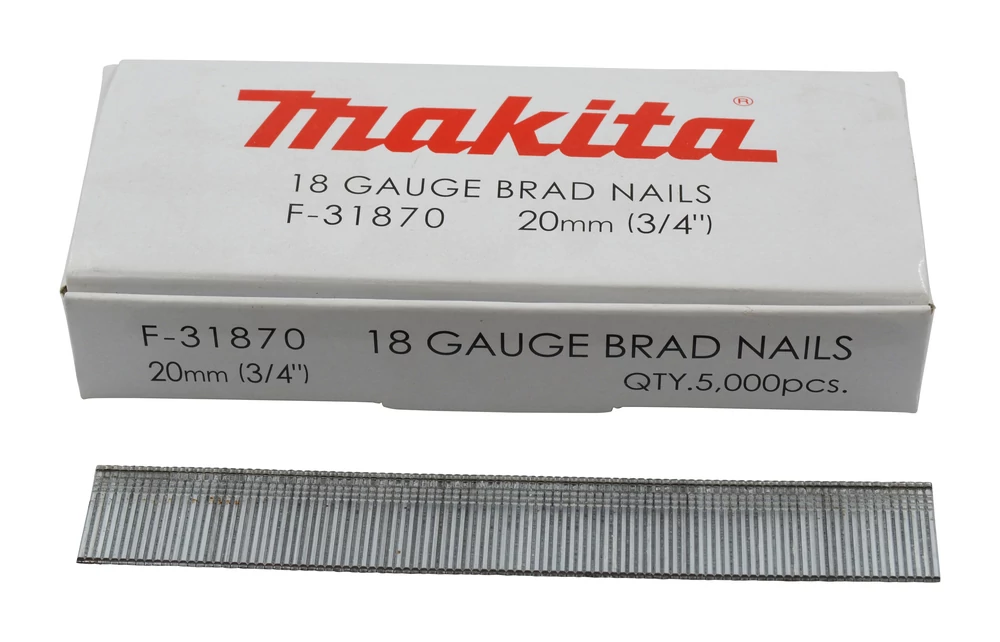 makita®
18 GAUGE BRAD NAILS
F-31870 20mm (3/4")
F-31870 18 GAUGE BRAD NAILS
20mm (3/4") QTY.5,000pcs.